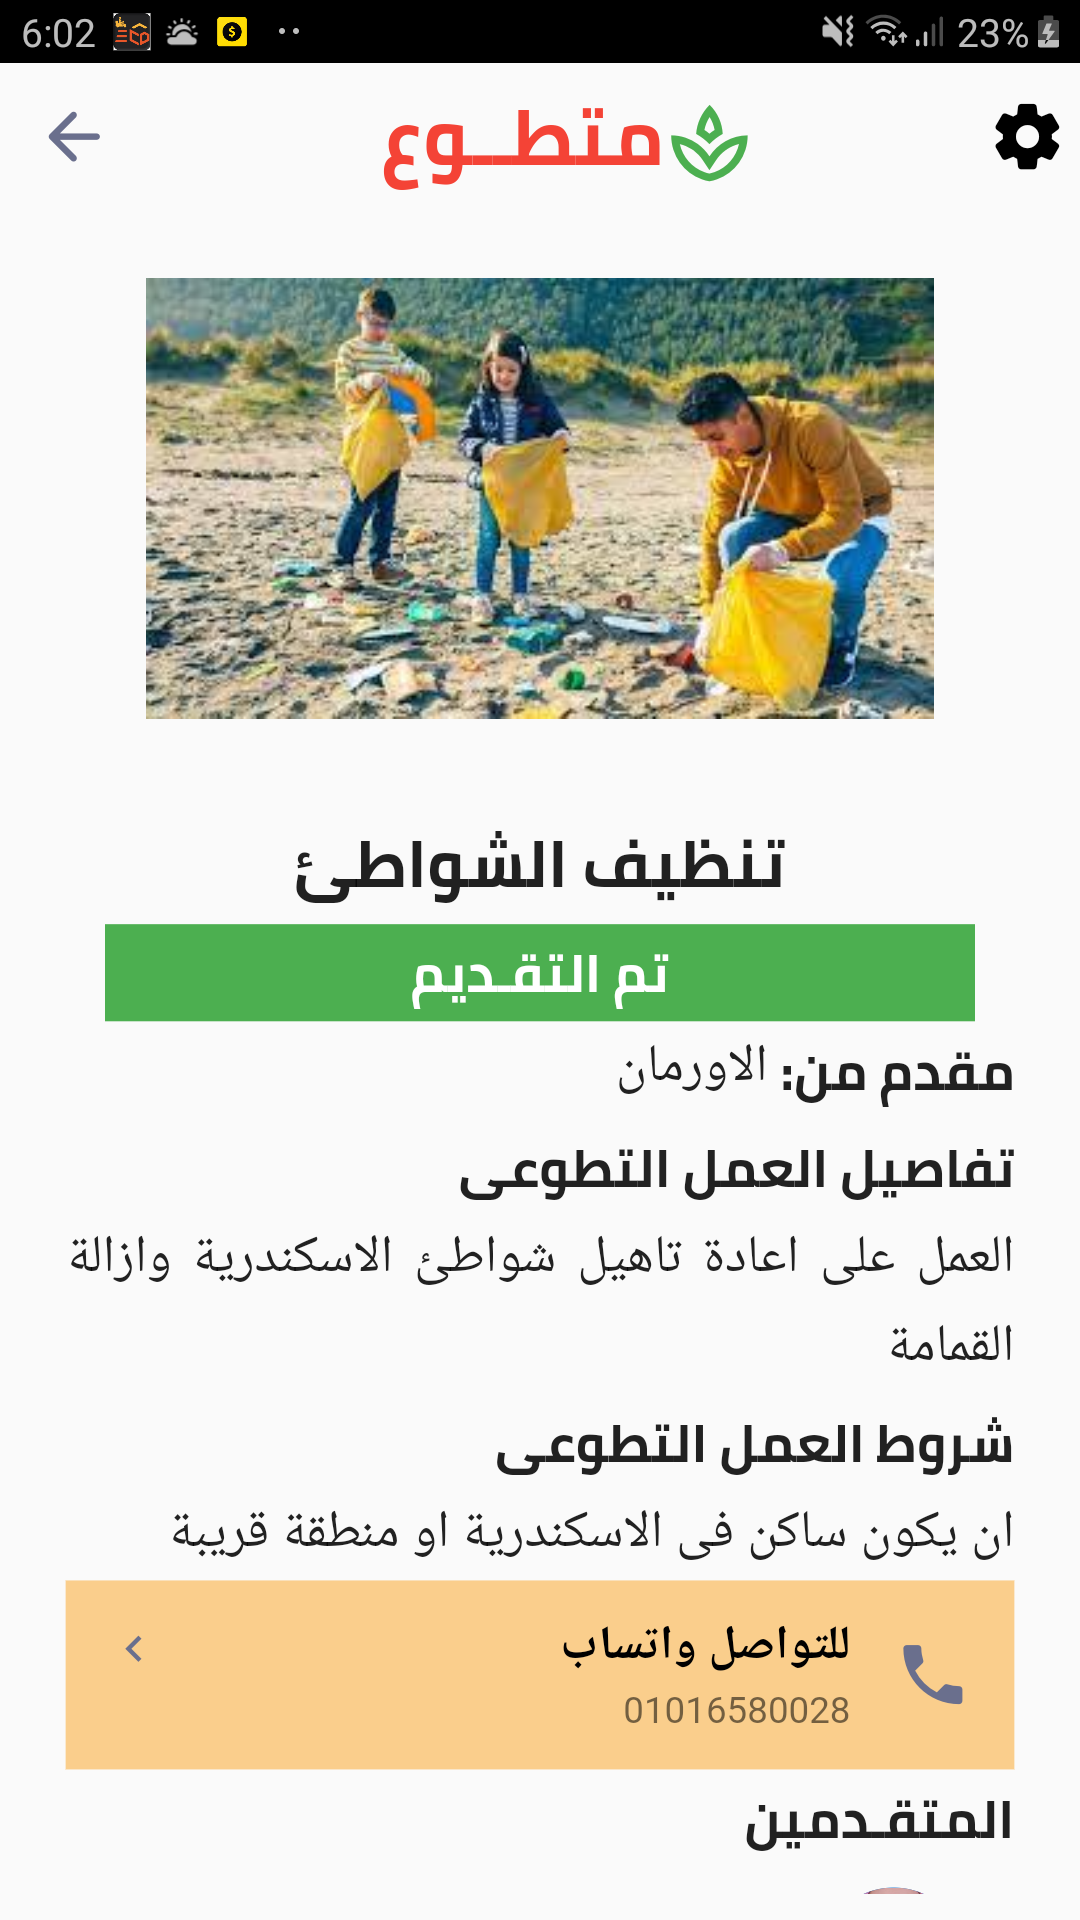 6:02 23%
متطــوع
تنظيف الشواطئ
تم التقـديم
مقدم من: الاورمان
تفاصيل العمل التطوعى
العمل على اعادة تاهيل شواطئ الاسكندرية وازالة
القمامة
شروط العمل التطوعى
ان يكون ساكن فى الاسكندرية او منطقة قريبة
للتواصل واتساب
01016580028
المتقـدمين